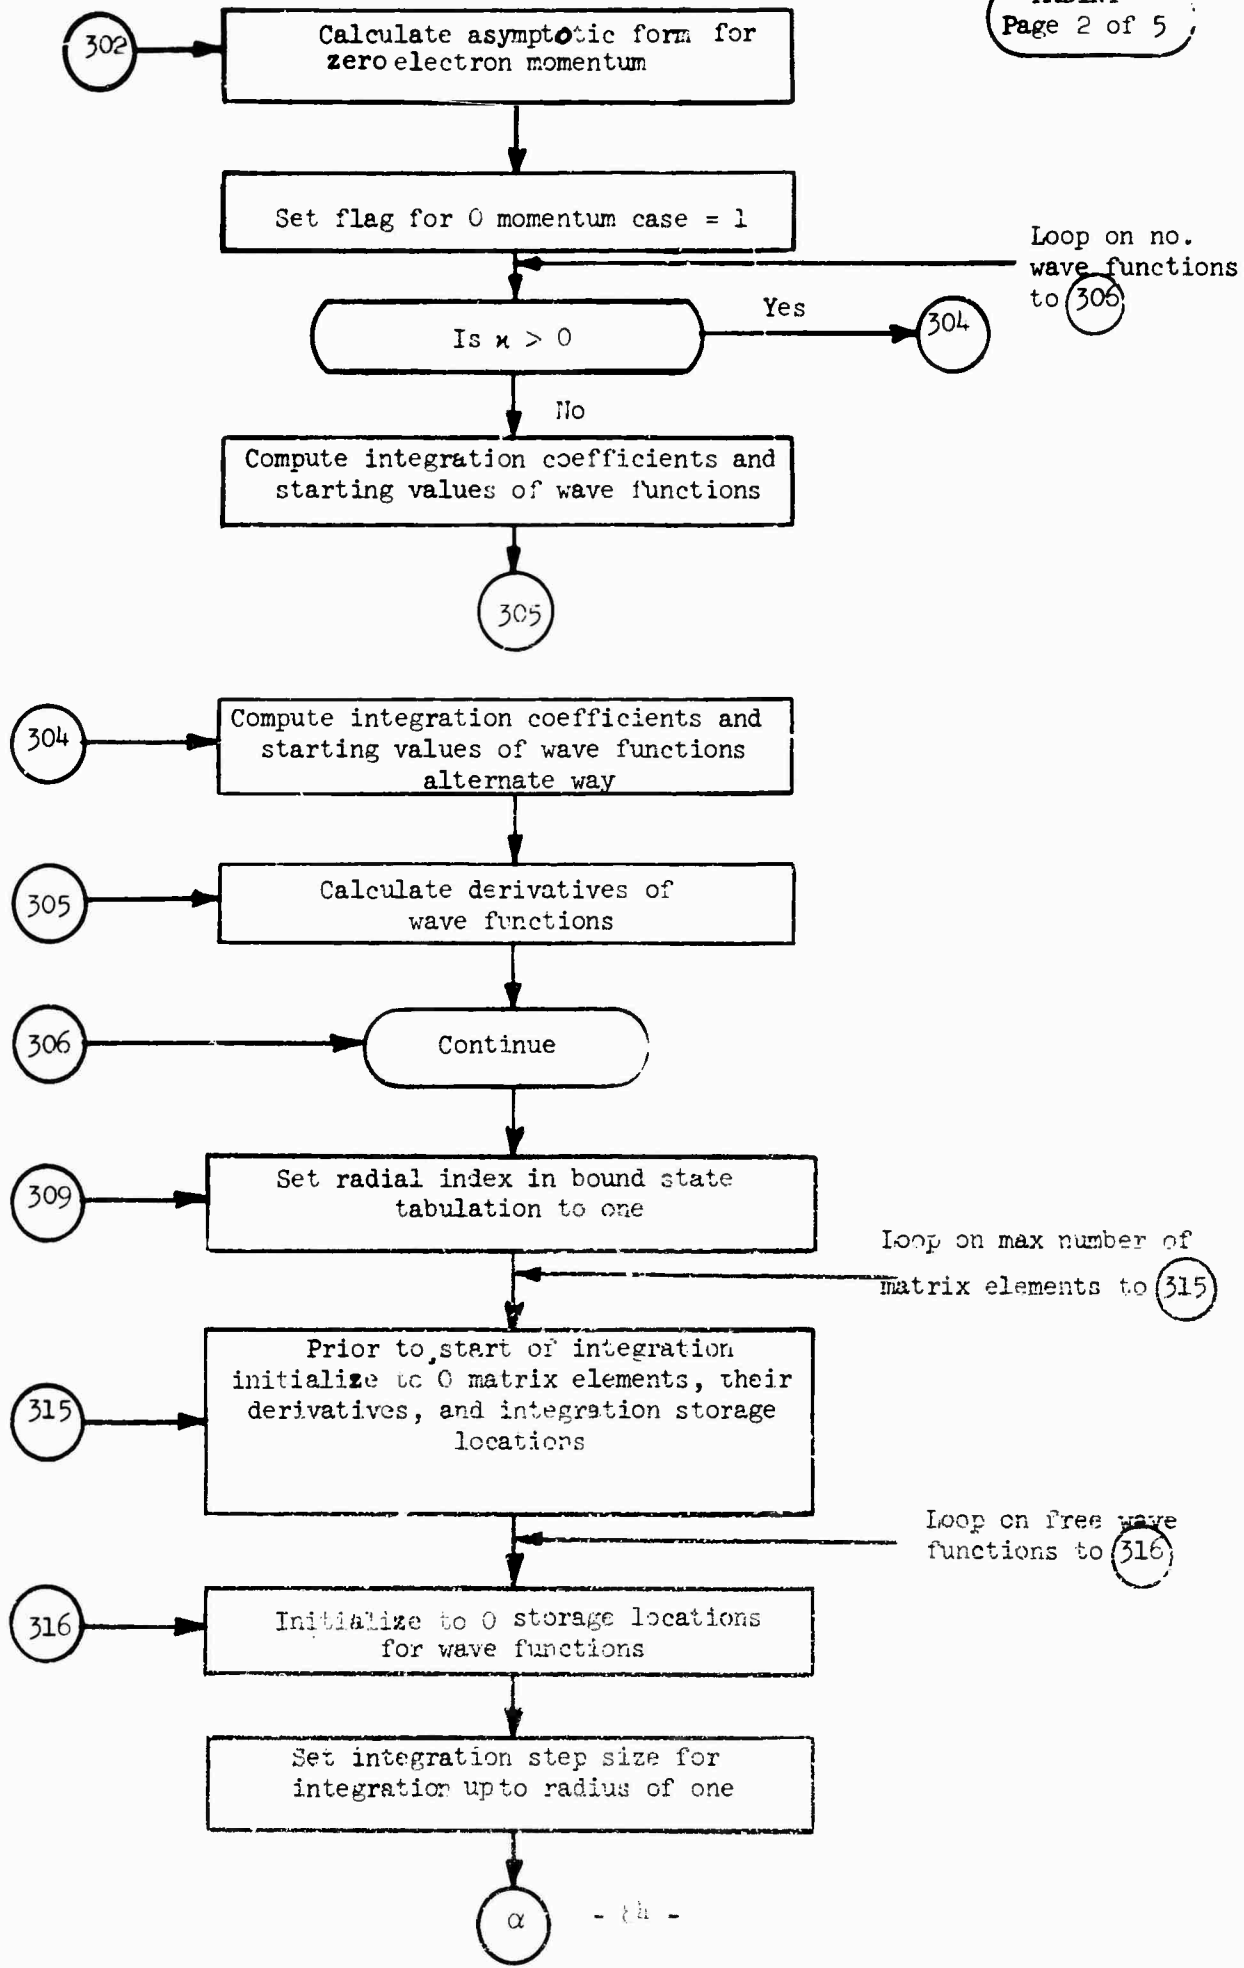 Page 2 of 5
302
Calculate asymptotic form for
zero electron momentum
Set flag for 0 momentum case = 1
Loop on no.
wave functions
to 306
Is ϰ > 0
Yes
304
No
Compute integration coefficients and
starting values of wave functions
305
304
Compute integration coefficients and
starting values of wave functions
alternate way
305
Calculate derivatives of
wave functions
306
Continue
309
Set radial index in bound state
tabulation to one
Loop on max number of
matrix elements to 315
315
Prior to start of integration
initialize to 0 matrix elements, their
derivatives, and integration storage
locations
Loop on free wave
functions to 316
316
Initialize to 0 storage locations
for wave functions
Set integration step size for
integration up to radius of one
α